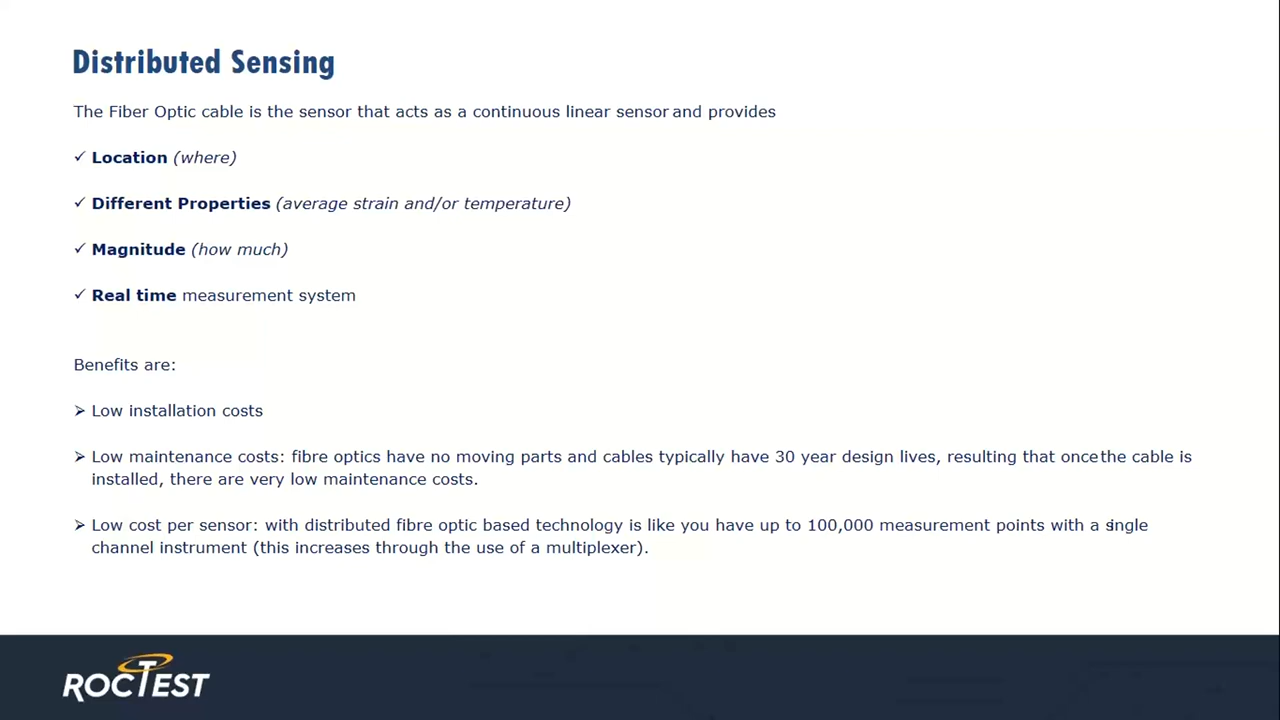 Distributed Sensing
The Fiber Optic cable is the sensor that acts as a continuous linear sensor and provides
✓ Location (where)
✓ Different Properties (average strain and/or temperature)
✓ Magnitude (how much)
✓ Real time measurement system
Benefits are:
➢ Low installation costs
➢ Low maintenance costs: fibre optics have no moving parts and cables typically have 30 year design lives, resulting that once the cable is
installed, there are very low maintenance costs.
➢ Low cost per sensor: with distributed fibre optic based technology is like you have up to 100,000 measurement points with a single
channel instrument (this increases through the use of a multiplexer).
ROCTEST